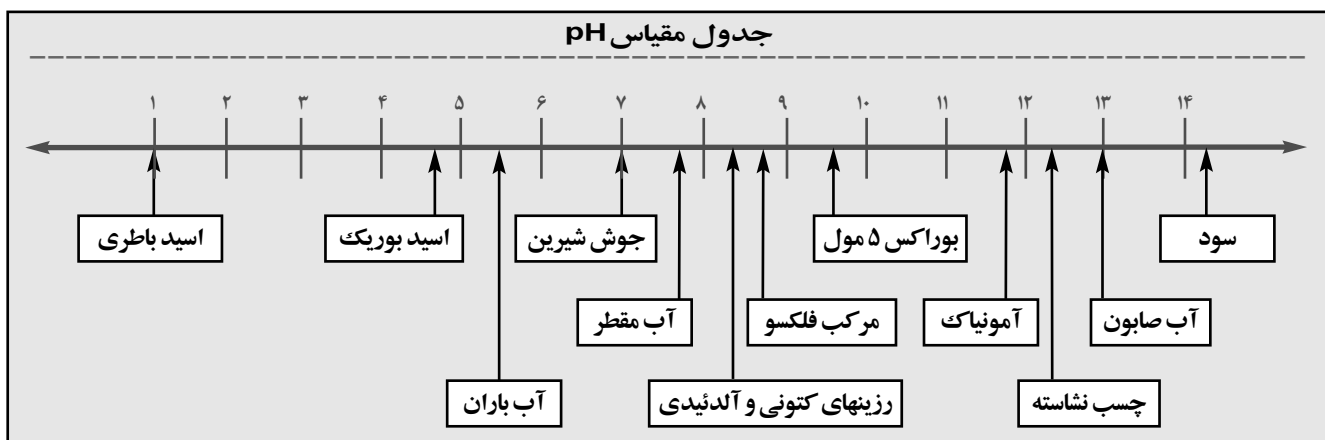 جدول مقیاس pH
۱ ۲ ۳ ۴ ۵ ۶ ۷ ۸ ۹ ۱۰ ۱۱ ۱۲ ۱۳ ۱۴
اسید باطری
اسید بوریک
جوش شیرین
بوراکس ۵ مول
سود
آب مقطر
مرکب فلکسو
آمونیاک
آب صابون
آب باران
رزینهای کتونی و آلدئیدی
چسب نشاسته